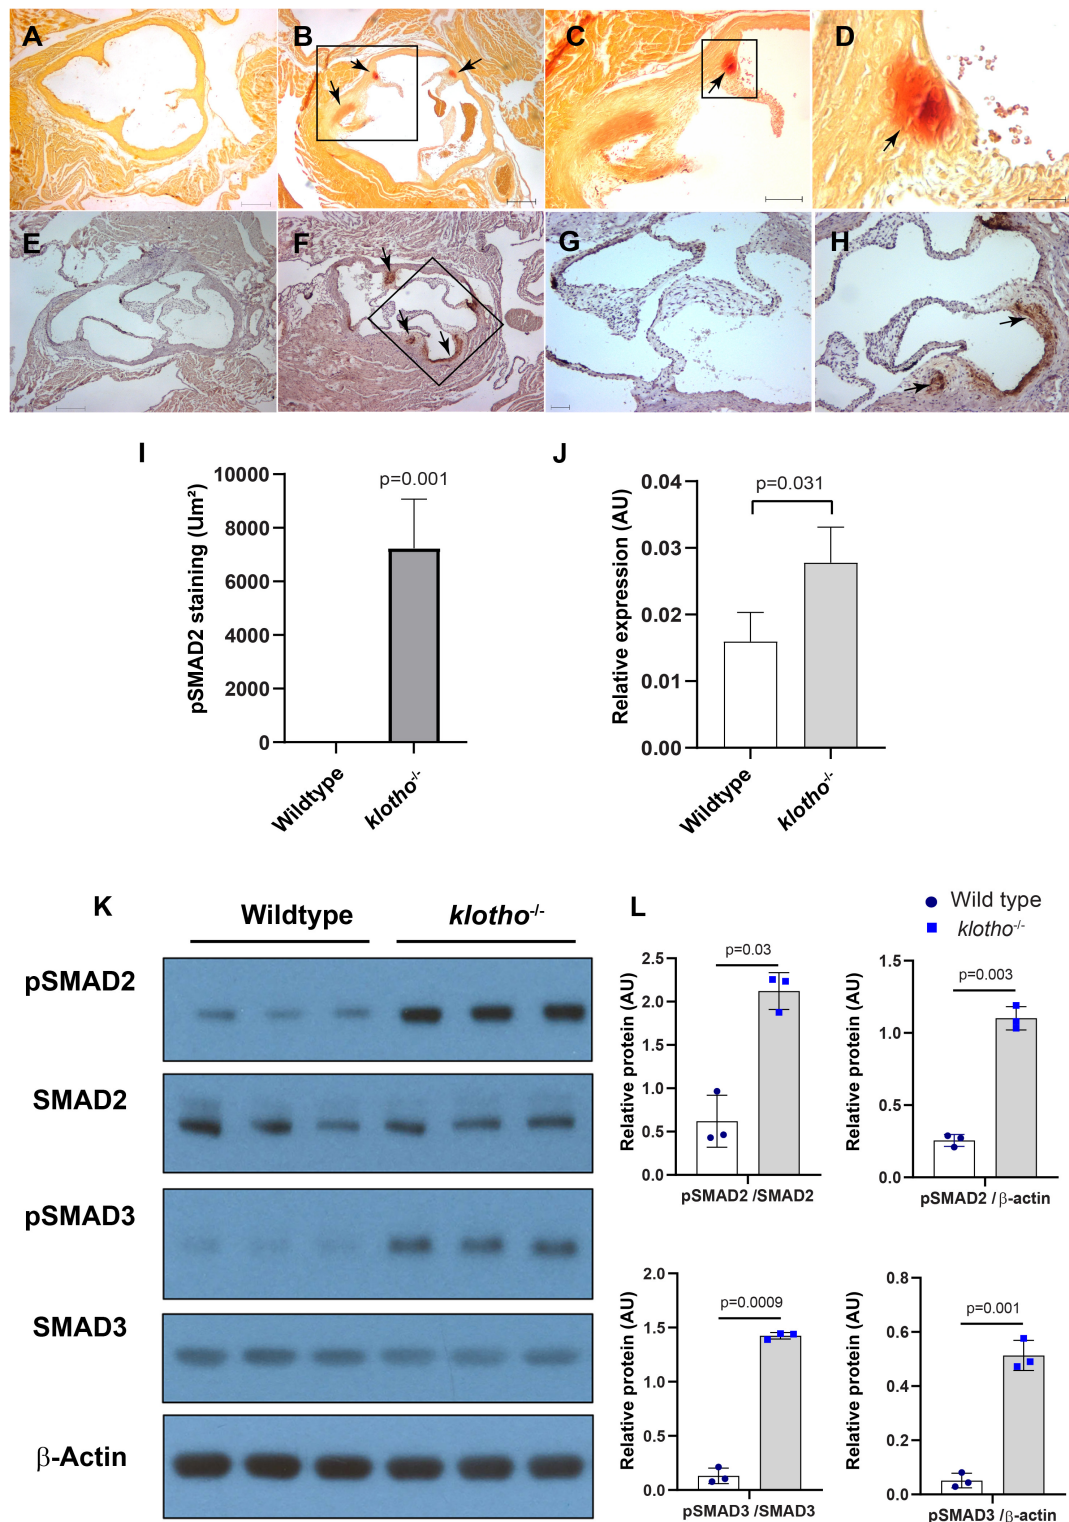 A
B
C
D
E
F
G
H
I
10000
8000
6000
4000
2000
0
pSMAD2 staining (Um²)
p=0.001
Wildtype
klotho-/-
J
0.04
0.03
0.02
0.01
0.00
Relative expression (AU)
p=0.031
Wildtype
klotho-/-
K
Wildtype
klotho-/-
pSMAD2
SMAD2
pSMAD3
SMAD3
β-Actin
L
Wild type
klotho-/-
2.5
2.0
1.5
1.0
0.5
0.0
Relative protein (AU)
p=0.03
pSMAD2 /SMAD2
1.5
1.0
0.5
0.0
Relative protein (AU)
p=0.003
pSMAD2 /β-actin
2.0
1.5
1.0
0.5
0.0
Relative protein (AU)
p=0.0009
pSMAD3 /SMAD3
0.8
0.6
0.4
0.2
0.0
Relative protein (AU)
p=0.001
pSMAD3 /β-actin